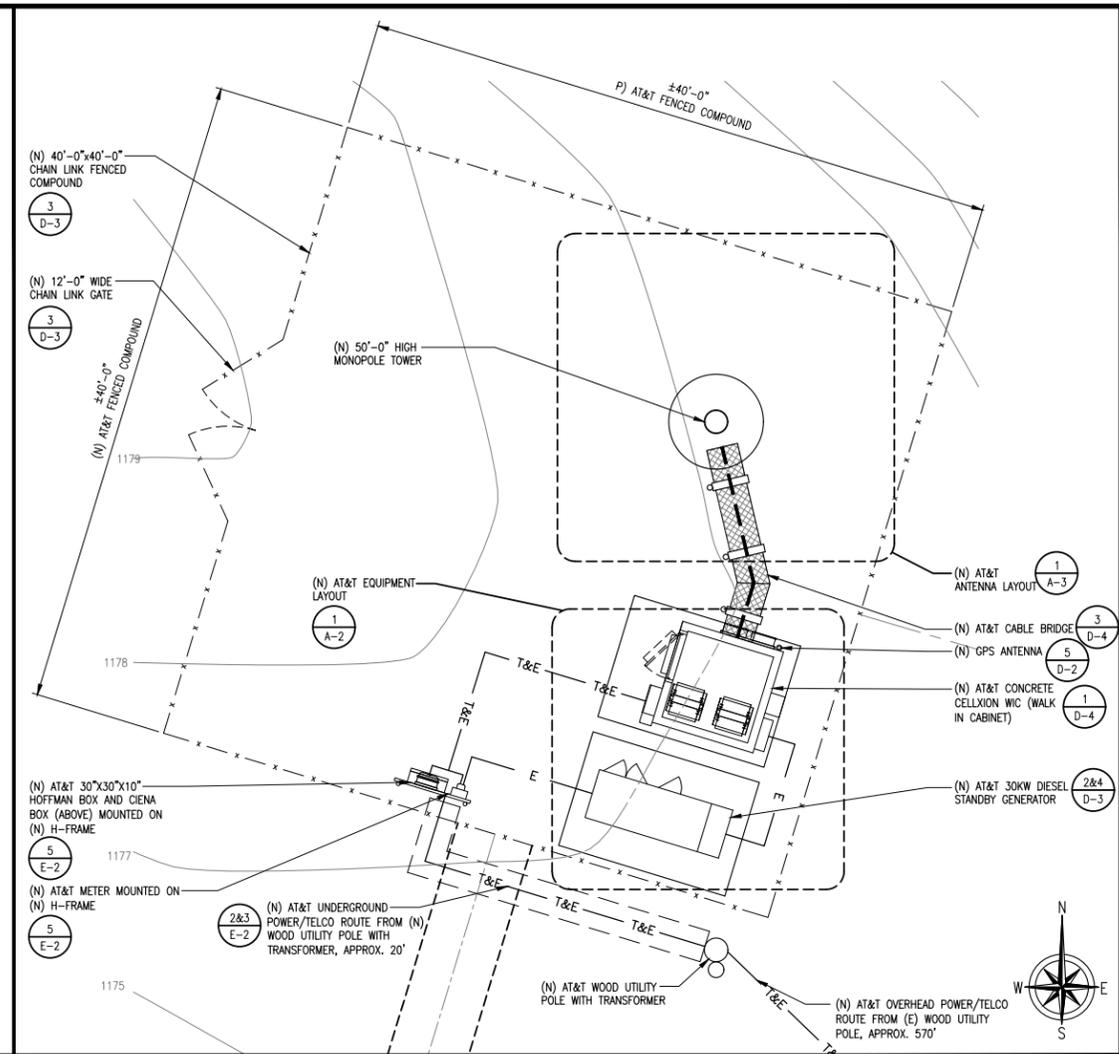 ±40'-0"
P) AT&T FENCED COMPOUND
(N) 40'-0"x40'-0"
CHAIN LINK FENCED
COMPOUND
3
D-3
(N) 12'-0" WIDE
CHAIN LINK GATE
3
D-3
±40'-0"
(N) AT&T FENCED COMPOUND
(N) 50'-0" HIGH
MONOPOLE TOWER
1179
(N) AT&T
ANTENNA LAYOUT
1
A-3
(N) AT&T EQUIPMENT
LAYOUT
1
A-2
(N) AT&T CABLE BRIDGE
3
D-4
(N) GPS ANTENNA
5
D-2
1178
T&E
T&E
T&E
(N) AT&T CONCRETE
CELLXION WIC (WALK
IN CABINET)
1
D-4
E
E
(N) AT&T 30KW DIESEL
STANDBY GENERATOR
2&4
D-3
(N) AT&T 30"X30"X10"
HOFFMAN BOX AND CIENA
BOX (ABOVE) MOUNTED ON
(N) H-FRAME
5
E-2
1177
(N) AT&T METER MOUNTED ON
(N) H-FRAME
5
E-2
T&E
T&E
T&E
2&3
E-2
(N) AT&T UNDERGROUND
POWER/TELCO ROUTE FROM (N)
WOOD UTILITY POLE WITH
TRANSFORMER, APPROX. 20'
1175
(N) AT&T WOOD UTILITY
POLE WITH TRANSFORMER
T&E
T&E
(N) AT&T OVERHEAD POWER/TELCO
ROUTE FROM (E) WOOD UTILITY
POLE, APPROX. 570'
N
W
E
S